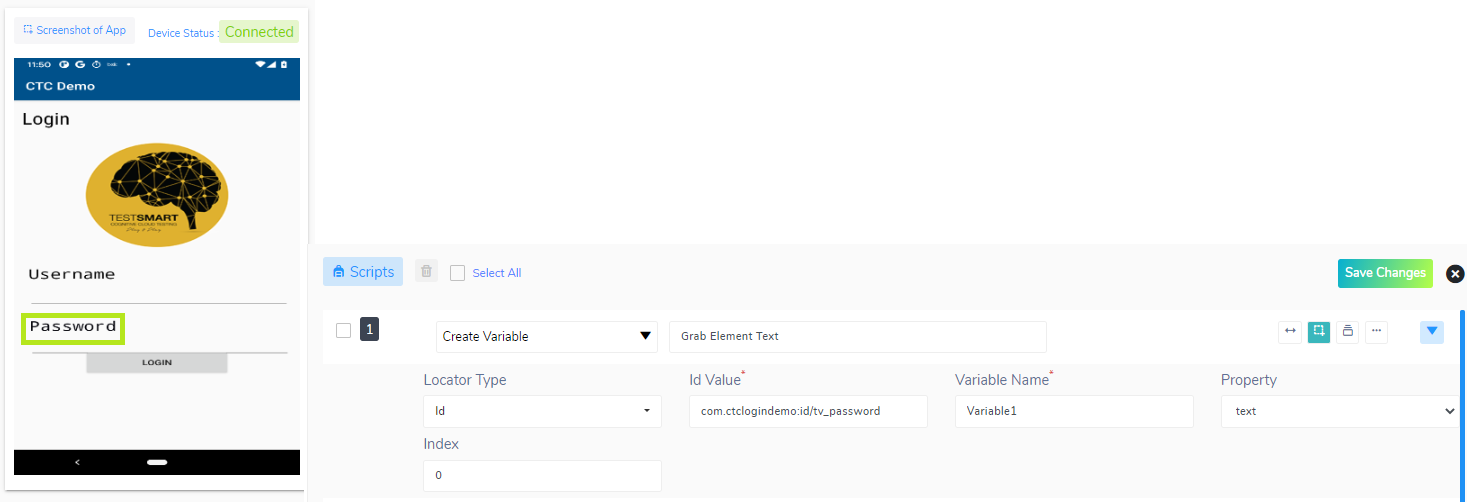 Screenshot of App
Device Status : Connected
11:50
CTC Demo
Login
TESTSMART
COGNITIVE CLOUD TESTING
Username
Password
LOGIN
Scripts
Select All
Save Changes
1
Create Variable
Grab Element Text
Locator Type
Id Value*
Variable Name*
Property
Id
com.ctclogindemo:id/tv_password
Variable1
text
Index
0